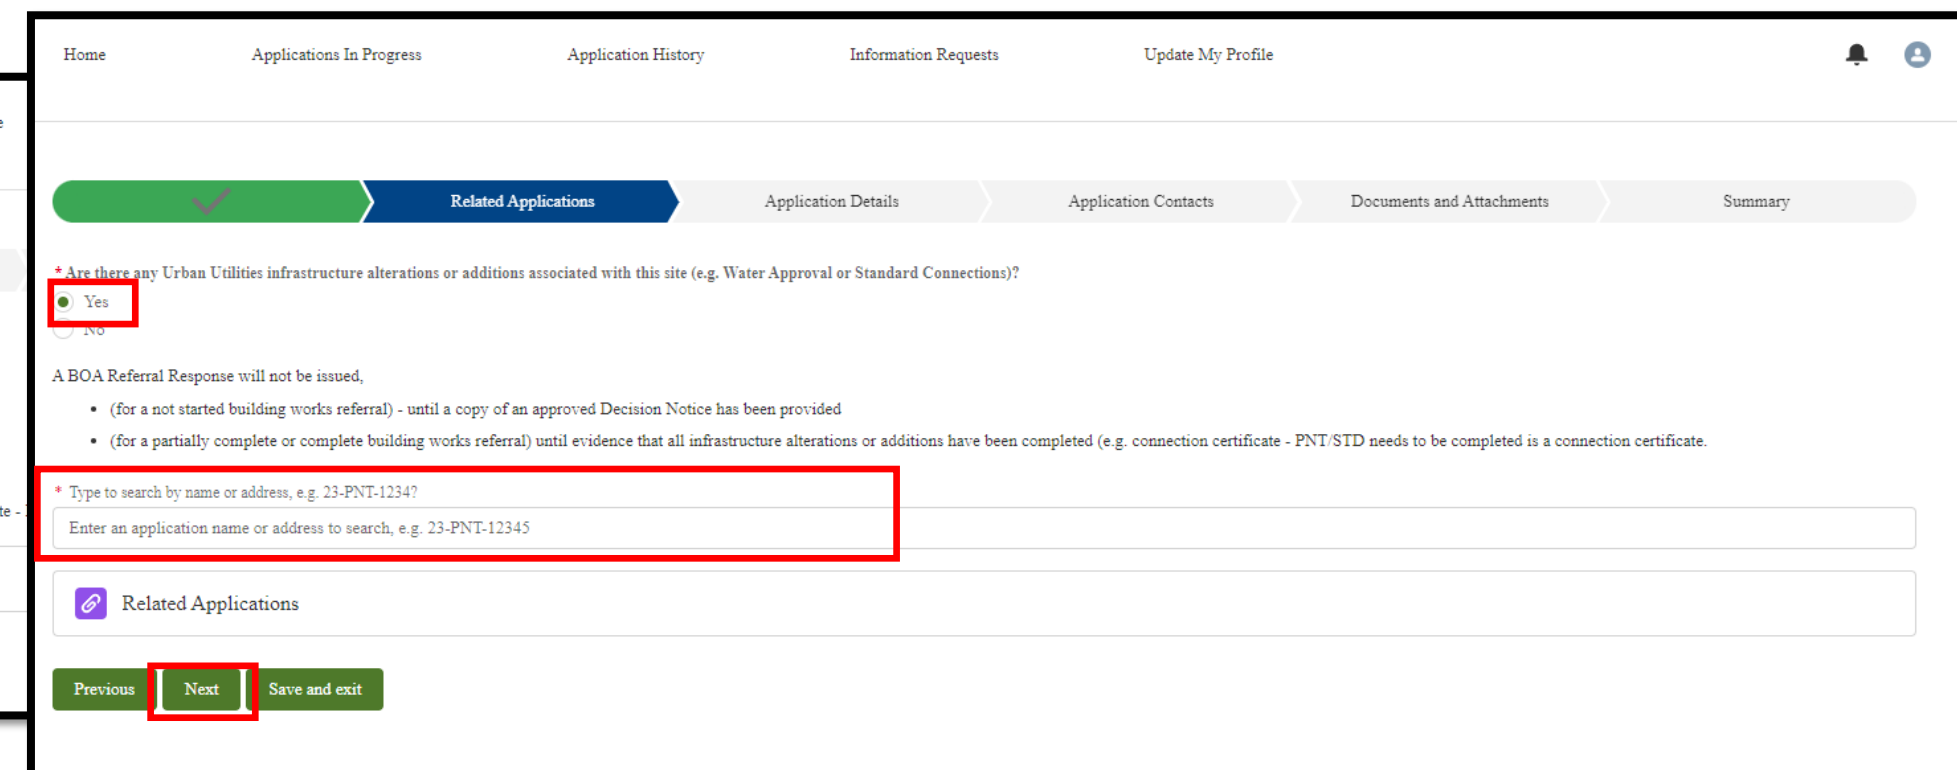 Home Applications In Progress Application History Information Requests Update My Profile
e
Related Applications Application Details Application Contacts Documents and Attachments Summary
* Are there any Urban Utilities infrastructure alterations or additions associated with this site (e.g. Water Approval or Standard Connections)?
Yes
No
A BOA Referral Response will not be issued,
• (for a not started building works referral) - until a copy of an approved Decision Notice has been provided
• (for a partially complete or complete building works referral) until evidence that all infrastructure alterations or additions have been completed (e.g. connection certificate - PNT/STD needs to be completed is a connection certificate.
* Type to search by name or address, e.g. 23-PNT-1234?
te -
Enter an application name or address to search, e.g. 23-PNT-12345
Related Applications
Previous Next Save and exit